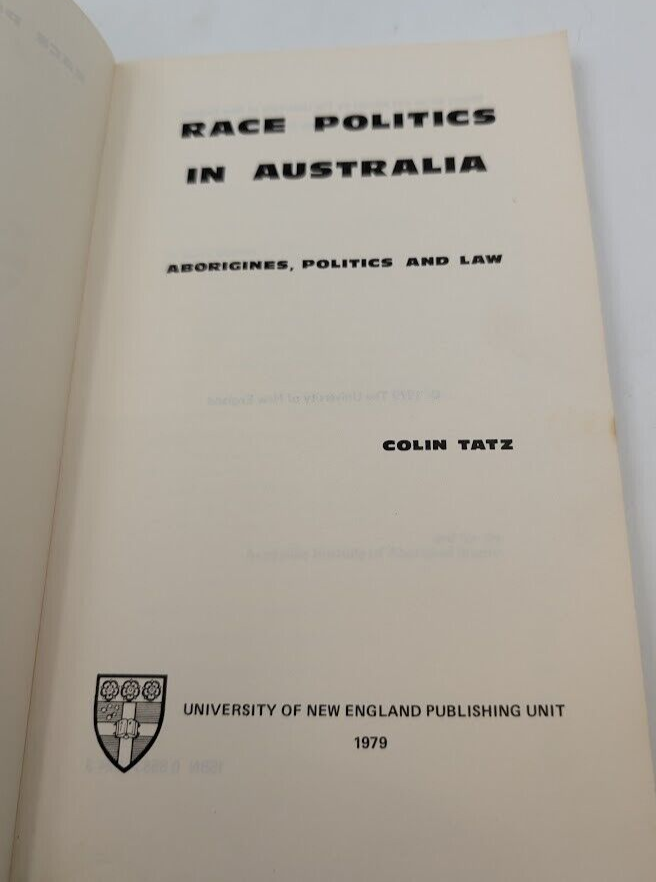 RACE POLITICS
IN AUSTRALIA
ABORIGINES, POLITICS AND LAW
COLIN TATZ
UNIVERSITY OF NEW ENGLAND PUBLISHING UNIT
1979